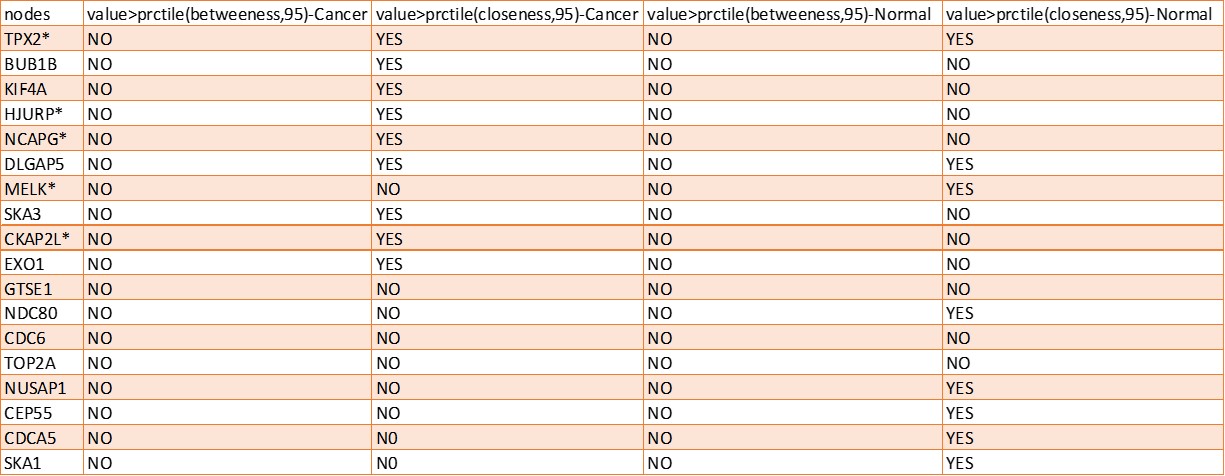 nodes value>prctile(betweeness,95)-Cancer value>prctile(closeness,95)-Cancer value>prctile(betweeness,95)-Normal value>prctile(closeness,95)-Normal
TPX2* NO YES NO YES
BUB1B NO YES NO NO
KIF4A NO YES NO NO
HJURP* NO YES NO NO
NCAPG* NO YES NO NO
DLGAP5 NO YES NO YES
MELK* NO NO NO YES
SKA3 NO YES NO NO
CKAP2L* NO YES NO NO
EXO1 NO YES NO NO
GTSE1 NO NO NO NO
NDC80 NO NO NO YES
CDC6 NO NO NO NO
TOP2A NO NO NO NO
NUSAP1 NO NO NO YES
CEP55 NO NO NO YES
CDCA5 NO N0 NO YES
SKA1 NO N0 NO YES